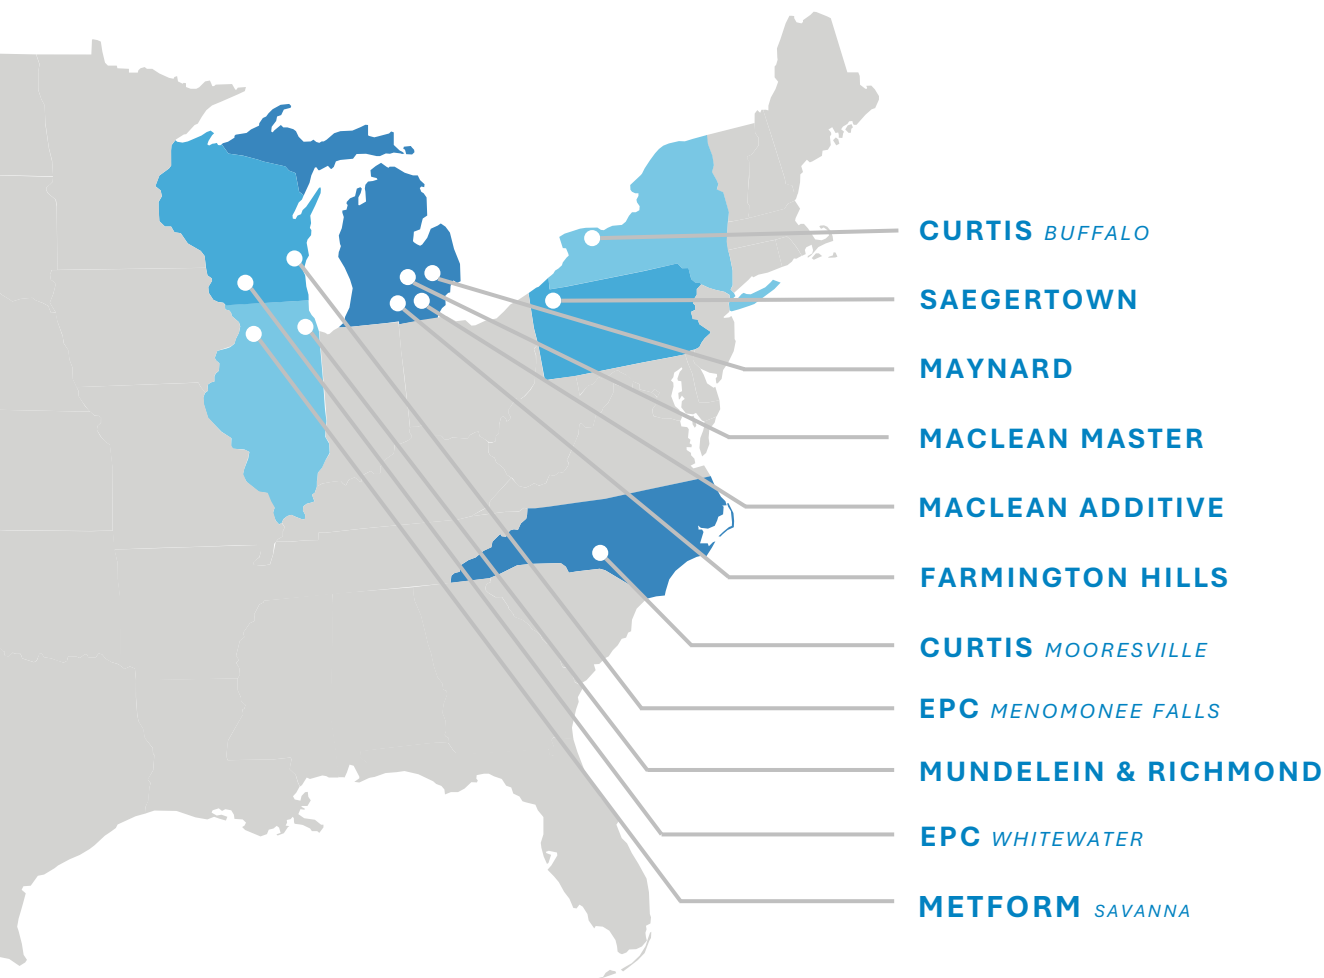 CURTIS BUFFALO
SAEGERTOWN
MAYNARD
MACLEAN MASTER
MACLEAN ADDITIVE
FARMINGTON HILLS
CURTIS MOORESVILLE
EPC MENOMONEE FALLS
MUNDELEIN & RICHMOND
EPC WHITEWATER
METFORM SAVANNA